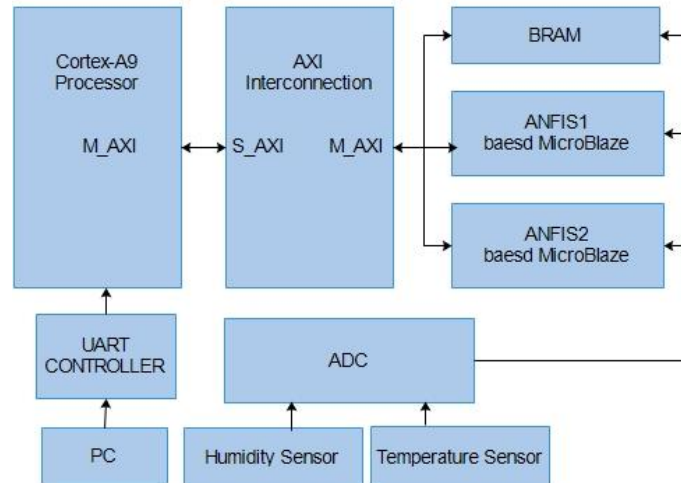 Cortex-A9
Processor
M_AXI
AXI
Interconnection
S_AXI
M_AXI
BRAM
ANFIS1
baesd MicroBlaze
ANFIS2
baesd MicroBlaze
UART
CONTROLLER
ADC
PC
Humidity Sensor
Temperature Sensor